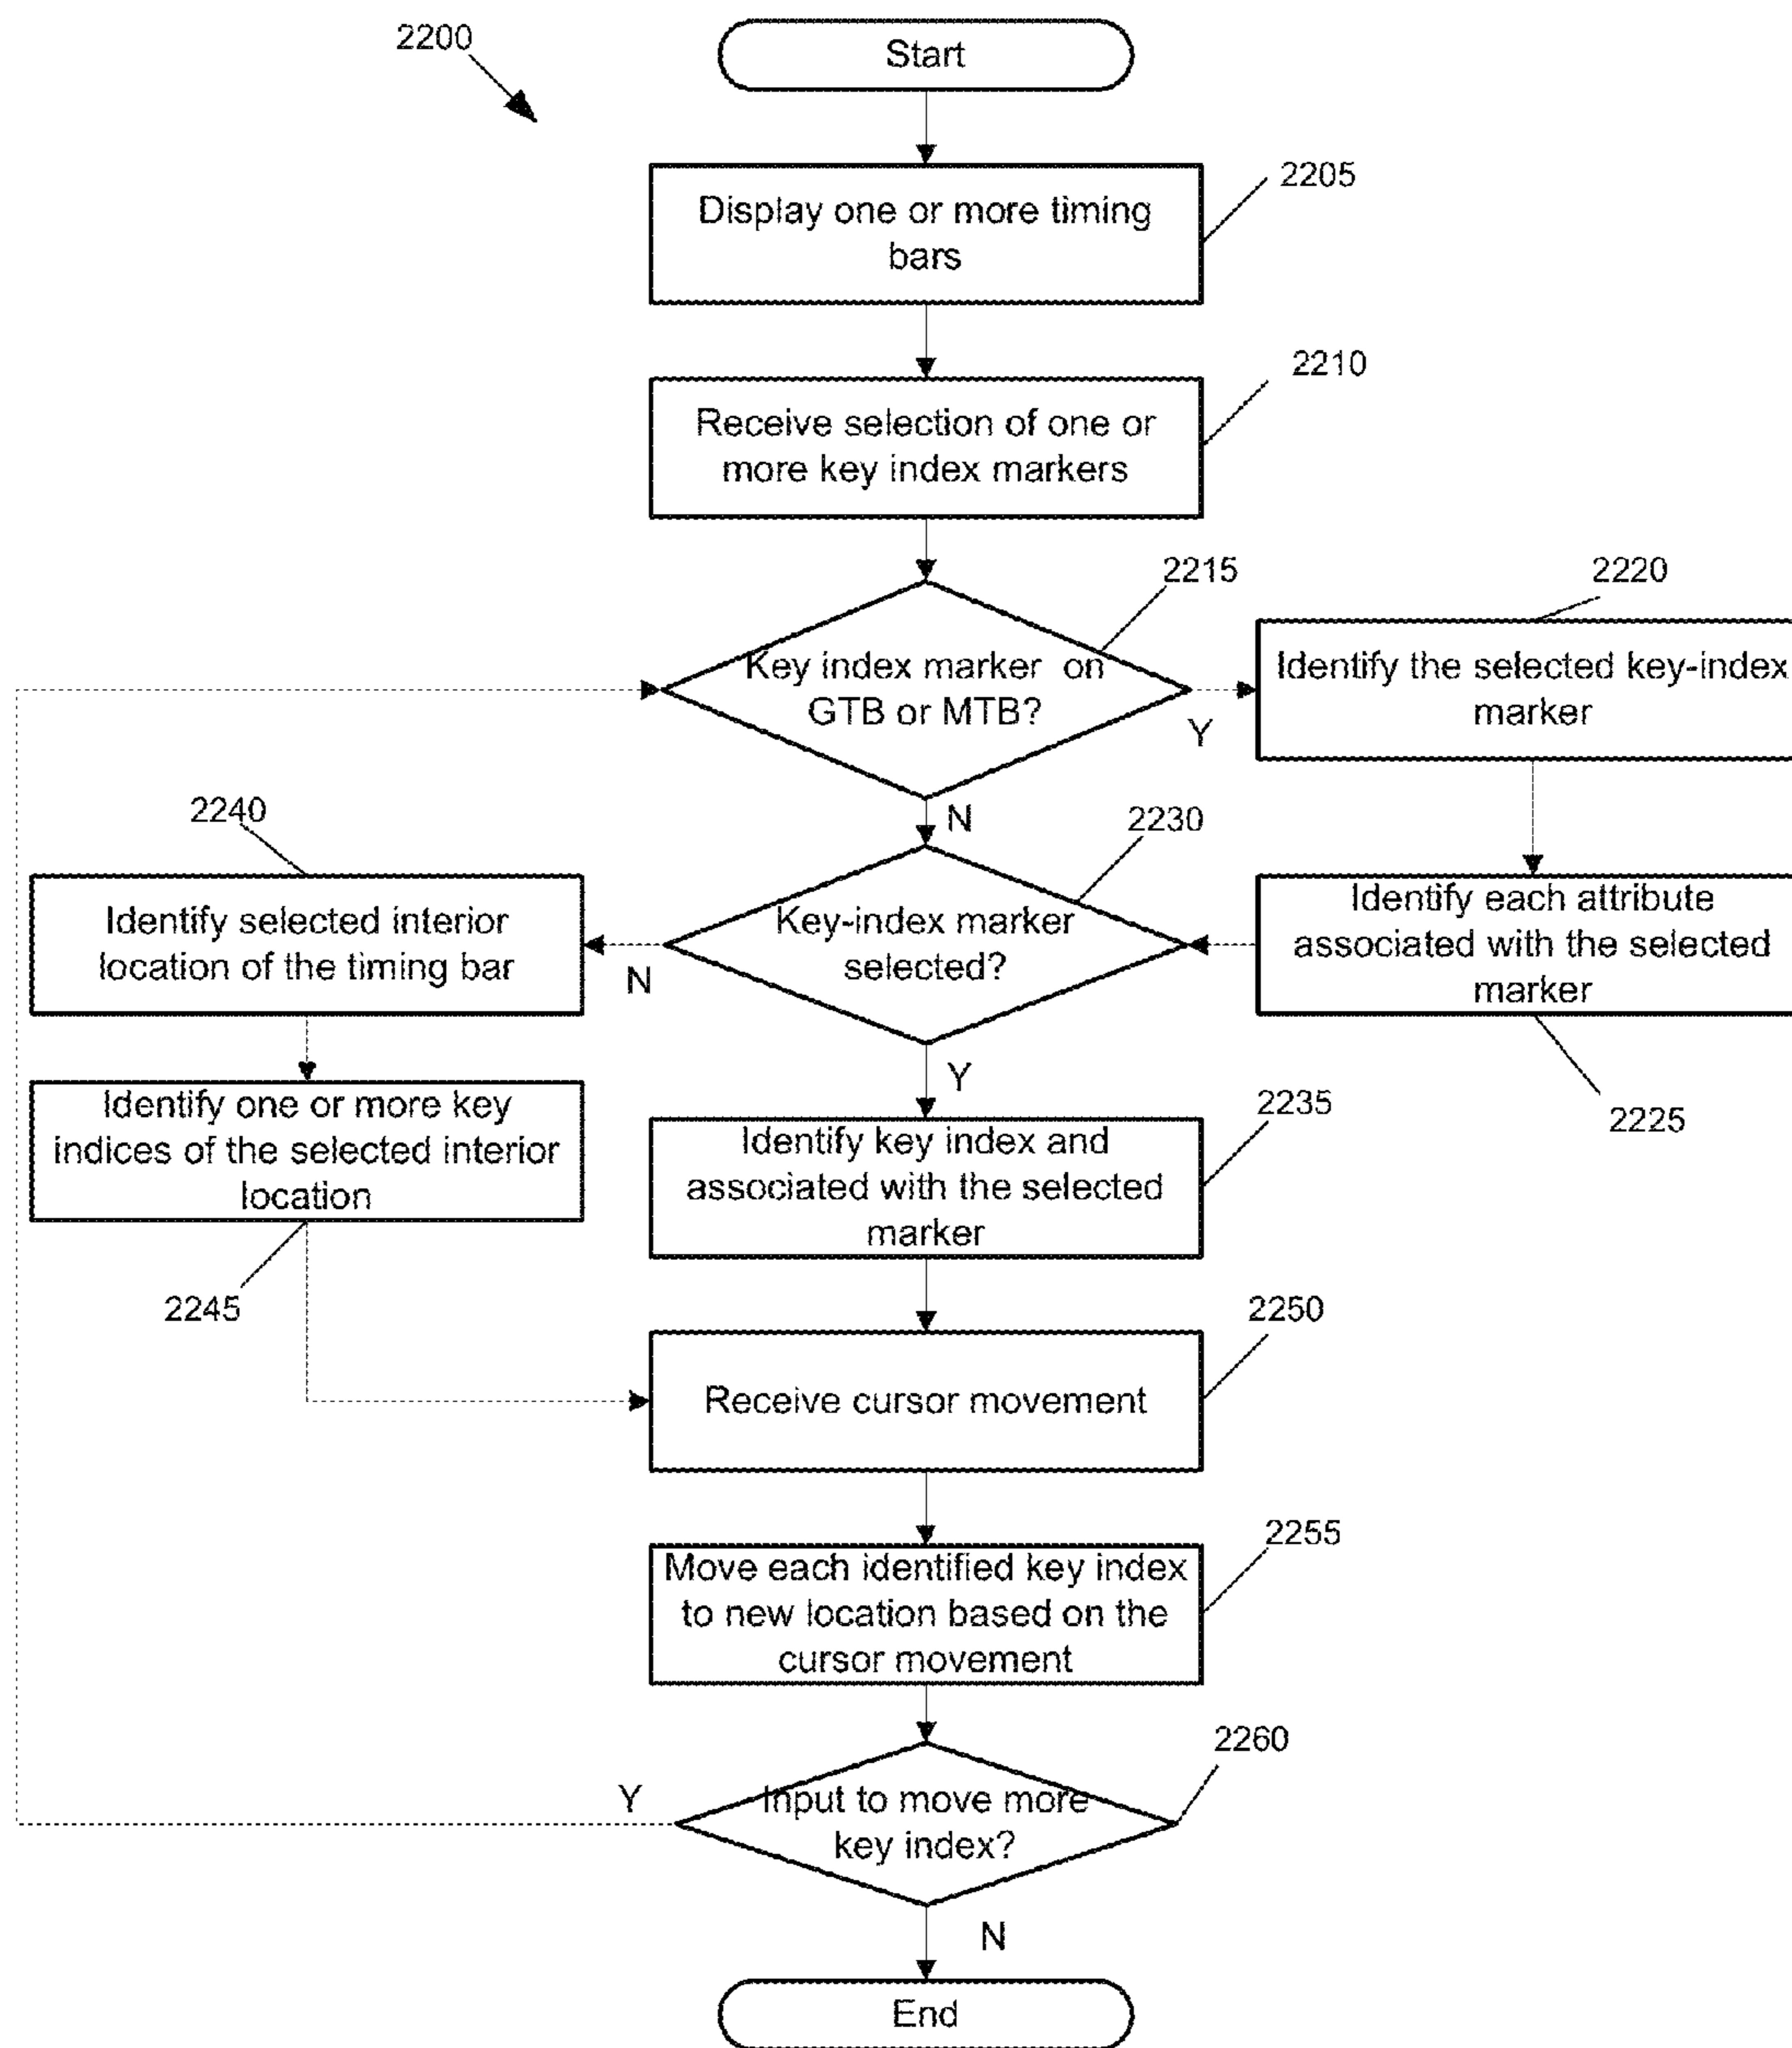 2200
Start
2205
Display one or more timing
bars
2210
Receive selection of one or
more key index markers
2215
Key index marker on
GTB or MTB?
Y
N
2220
Identify the selected key-index
marker
2240
Identify selected interior
location of the timing bar
2230
Key-index marker
selected?
N
Y
Identify each attribute
associated with the selected
marker
2225
Identify one or more key
indices of the selected interior
location
2245
2235
Identify key index and
associated with the selected
marker
2250
Receive cursor movement
2255
Move each identified key index
to new location based on the
cursor movement
2260
Y
Input to move more
key index?
N
End